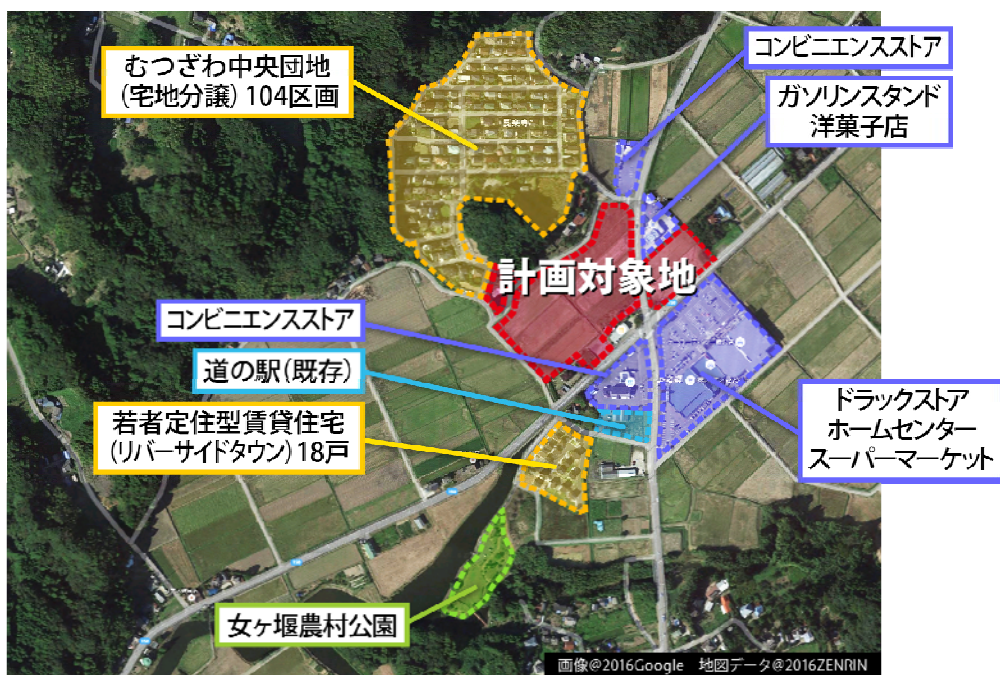 むつざわ中央団地
(宅地分譲)104区画
コンビニエンスストア
ガソリンスタンド
洋菓子店
計画対象地
コンビニエンスストア
道の駅(既存)
若者定住型賃貸住宅
(リバーサイドタウン)18戸
ドラックストア
ホームセンター
スーパーマーケット
女ヶ堰農村公園
画像@2016Google 地図データ@2016ZENRIN